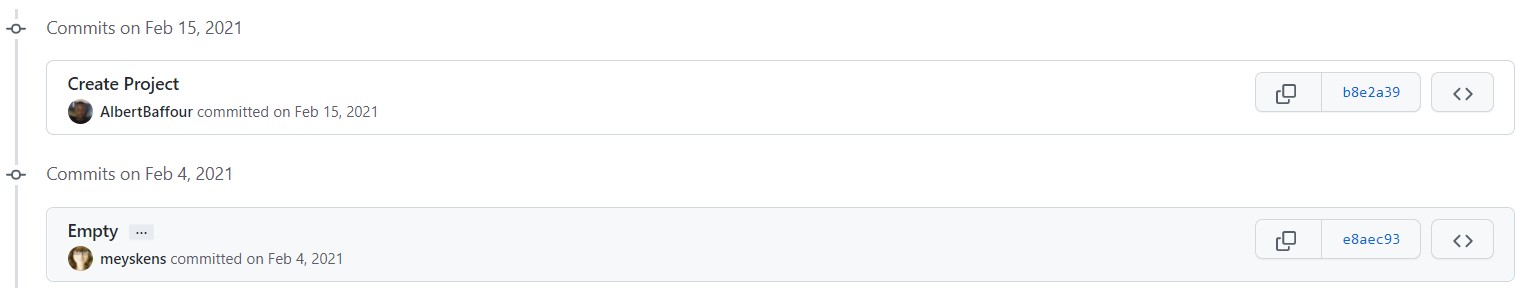 Commits on Feb 15, 2021
Create Project
AlbertBaffour committed on Feb 15, 2021
b8e2a39
Commits on Feb 4, 2021
Empty ...
meyskens committed on Feb 4, 2021
e8aec93